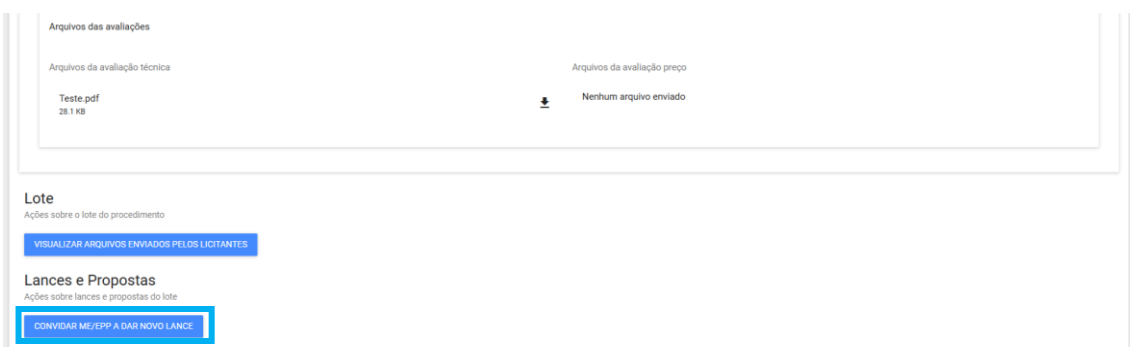 Arquivos das avaliações
Arquivos da avaliação técnica
Arquivos da avaliação preço
Teste.pdf
28.1 KB
Nenhum arquivo enviado
Lote
Ações sobre o lote do procedimento
VISUALIZAR ARQUIVOS ENVIADOS PELOS LICITANTES
Lances e Propostas
Ações sobre lances e propostas do lote
CONVIDAR ME/EPP A DAR NOVO LANCE